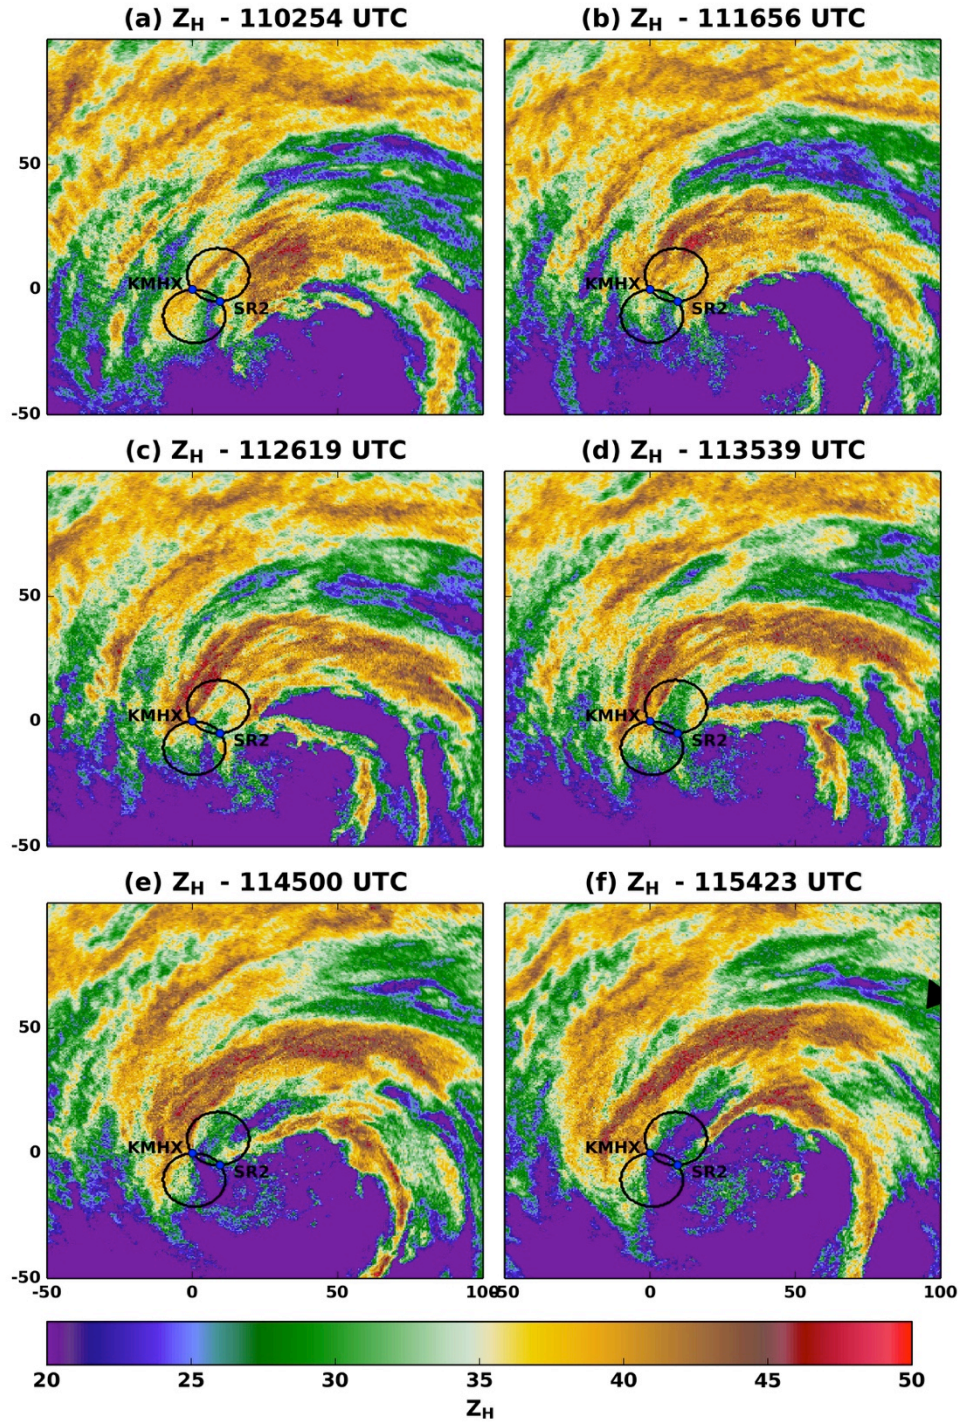 (a) Z_H - 110254 UTC
(b) Z_H - 111656 UTC
50
0
-50
KMHX
SR2
KMHX
SR2
(c) Z_H - 112619 UTC
(d) Z_H - 113539 UTC
50
0
-50
KMHX
SR2
KMHX
SR2
(e) Z_H - 114500 UTC
(f) Z_H - 115423 UTC
50
0
-50
KMHX
SR2
KMHX
SR2
-50 0 50 100
-50 0 50 100
20 25 30 35 40 45 50
Z_H